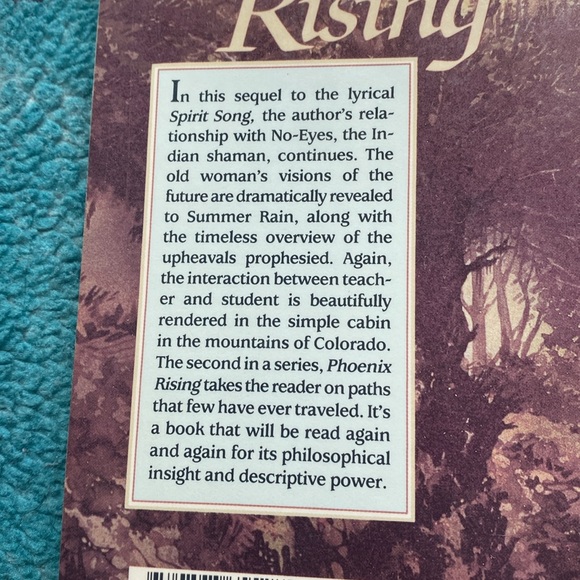 Rising
In this sequel to the lyrical
Spirit Song, the author's rela-
tionship with No-Eyes, the In-
dian shaman, continues. The
old woman's visions of the
future are dramatically revealed
to Summer Rain, along with
the timeless overview of the
upheavals prophesied. Again,
the interaction between teach-
er and student is beautifully
rendered in the simple cabin
in the mountains of Colorado.
The second in a series, Phoenix
Rising takes the reader on paths
that few have ever traveled. It's
a book that will be read again
and again for its philosophical
insight and descriptive power.